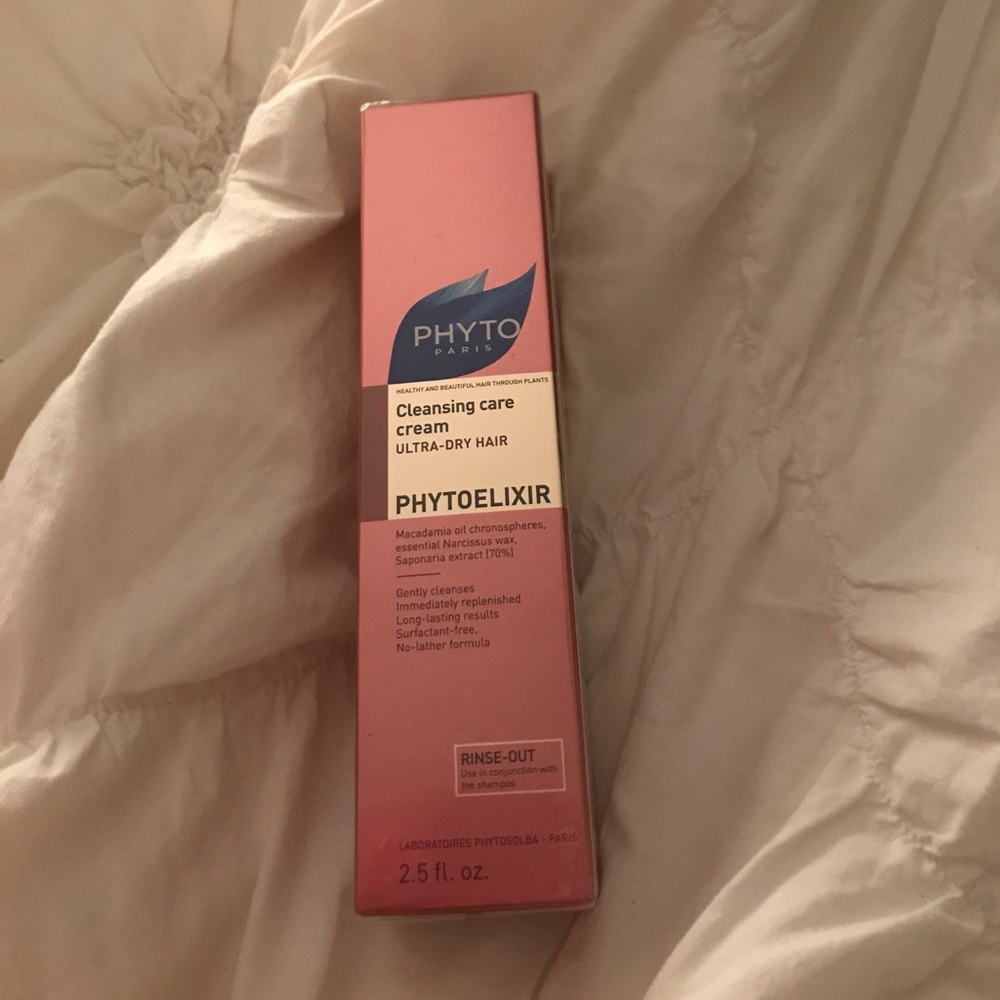 PHYTO
PARIS
HEALTHY AND BEAUTIFUL HAIR THROUGH PLANTS
Cleansing care
cream
ULTRA-DRY HAIR
PHYTOELIXIR
Macadamia oil chronospheres,
essential Narcissus wax,
Saponaria extract (70%)
Gently cleanses
Immediately replenished
Long-lasting results
Surfactant-free,
No-lather formula
RINSE-OUT
Use in conjunction with
the shampoo
LABORATOIRES PHYTOSOLBA - PARIS
2.5 fl. oz.